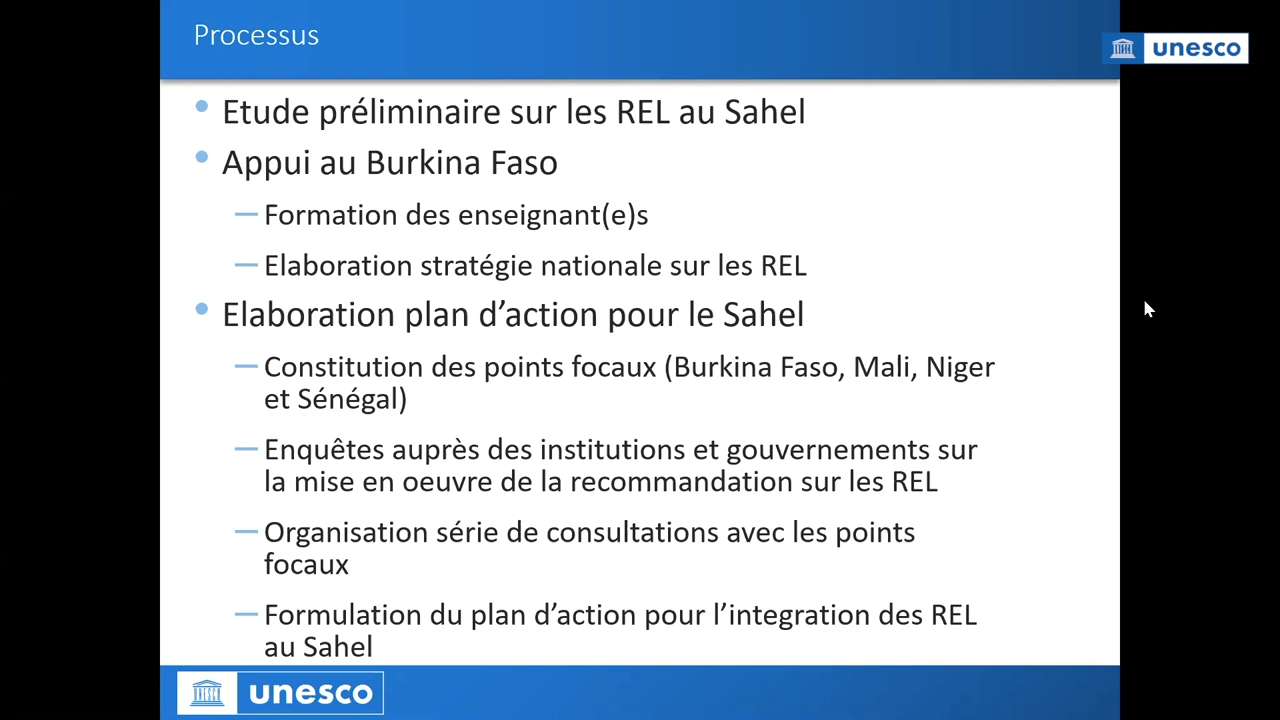 Processus
unesco
• Etude préliminaire sur les REL au Sahel
• Appui au Burkina Faso
— Formation des enseignant(e)s
— Elaboration stratégie nationale sur les REL
• Elaboration plan d’action pour le Sahel
— Constitution des points focaux (Burkina Faso, Mali, Niger
et Sénégal)
— Enquêtes auprès des institutions et gouvernements sur
la mise en oeuvre de la recommandation sur les REL
— Organisation série de consultations avec les points
focaux
— Formulation du plan d’action pour l’integration des REL
au Sahel
unesco